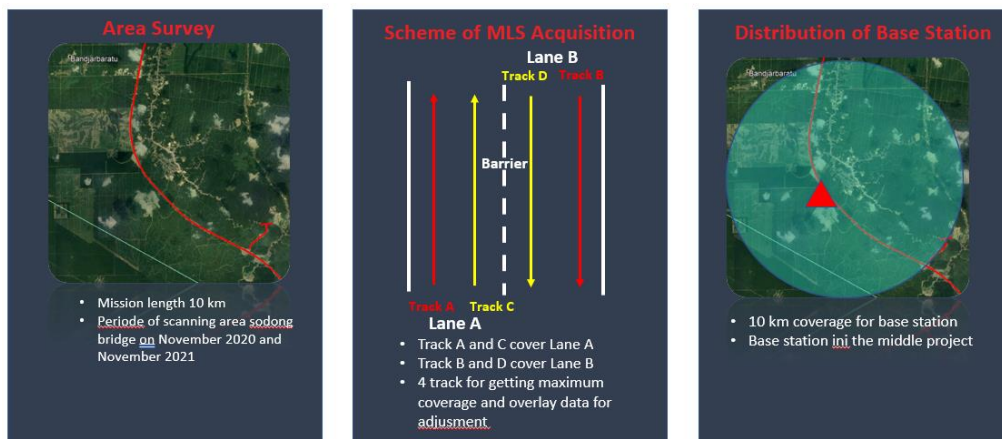 Area Survey
Bandjarbaratu
• Mission length 10 km
• Periode of scanning area sodong
bridge on November 2020 and
November 2021
Scheme of MLS Acquisition
Lane B
Track D
Track B
Barrier
Track A
Track C
Lane A
• Track A and C cover Lane A
• Track B and D cover Lane B
• 4 track for getting maximum
coverage and overlay data for
adjusment
Distribution of Base Station
Bandjarbaratu
• 10 km coverage for base station
• Base station ini the middle project